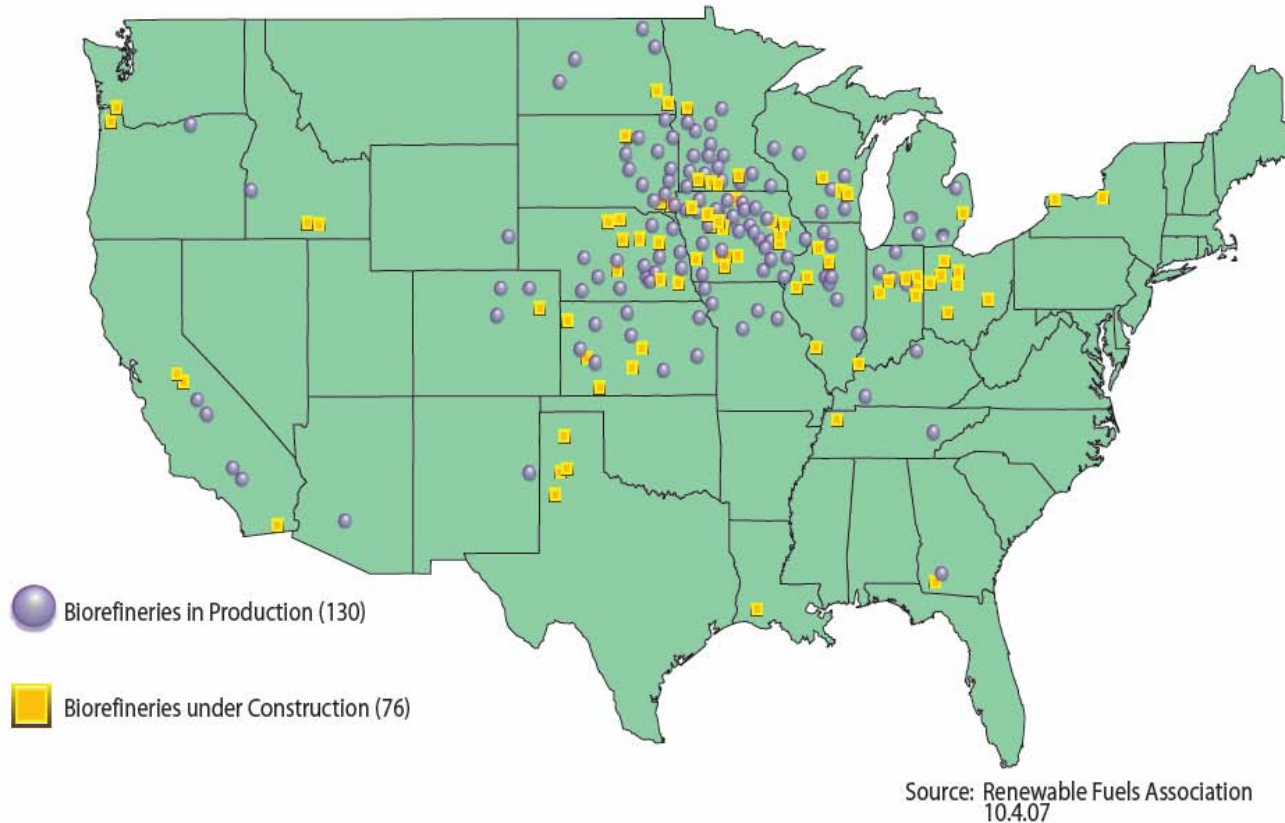 Biorefineries in Production (130)
Biorefineries under Construction (76)
Source: Renewable Fuels Association
10.4.07